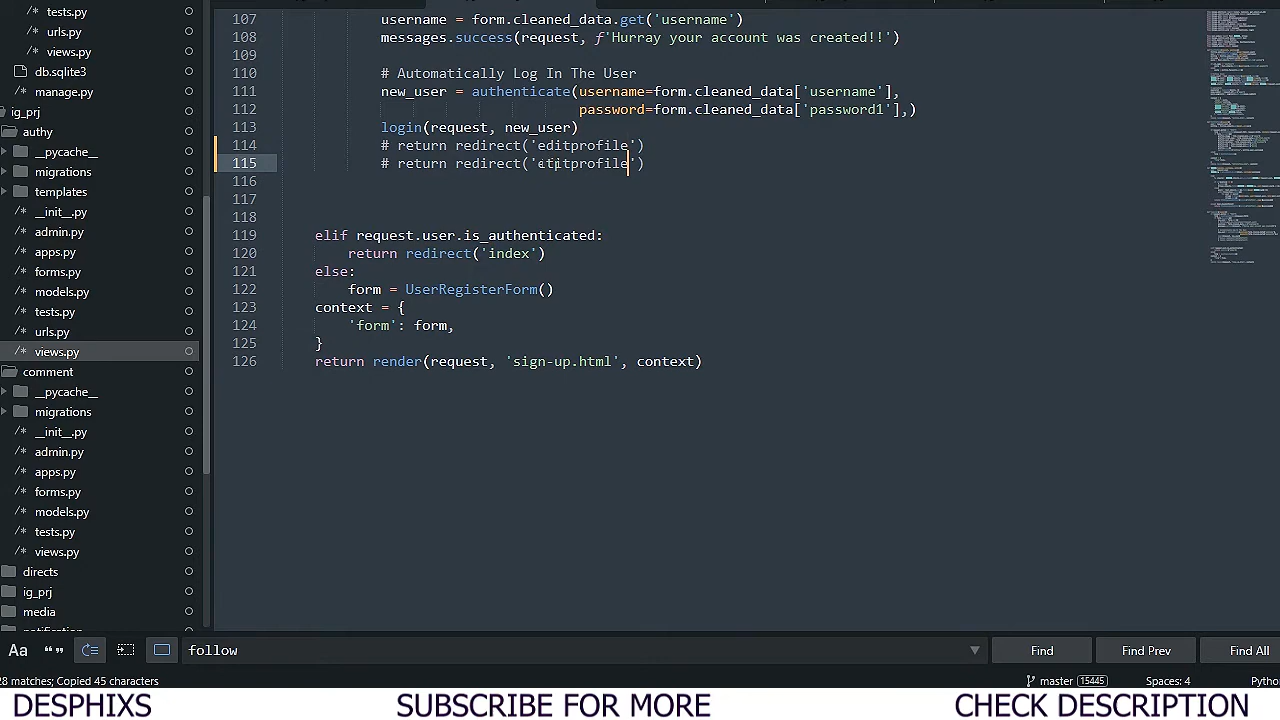 tests.py
urls.py
views.py
db.sqlite3
manage.py
ig_prj
authy
__pycache__
migrations
templates
__init__.py
admin.py
apps.py
forms.py
models.py
tests.py
urls.py
views.py
comment
__pycache__
migrations
__init__.py
admin.py
apps.py
forms.py
models.py
tests.py
views.py
directs
ig_prj
media
107 username = form.cleaned_data.get('username')
108 messages.success(request, f'Hurray your account was created!!')
109
110 # Automatically Log In The User
111 new_user = authenticate(username=form.cleaned_data['username'],
112 password=form.cleaned_data['password1'],)
113 login(request, new_user)
114 # return redirect('editprofile')
115 # return redirect('editprofile')
116
117
118
119 elif request.user.is_authenticated:
120 return redirect('index')
121 else:
122 form = UserRegisterForm()
123 context = {
124 'form': form,
125 }
126 return render(request, 'sign-up.html', context)
Aa follow Find Find Prev Find All
28 matches; Copied 45 characters master 15445 Spaces: 4 Pytho
DESPHIXS SUBSCRIBE FOR MORE CHECK DESCRIPTION